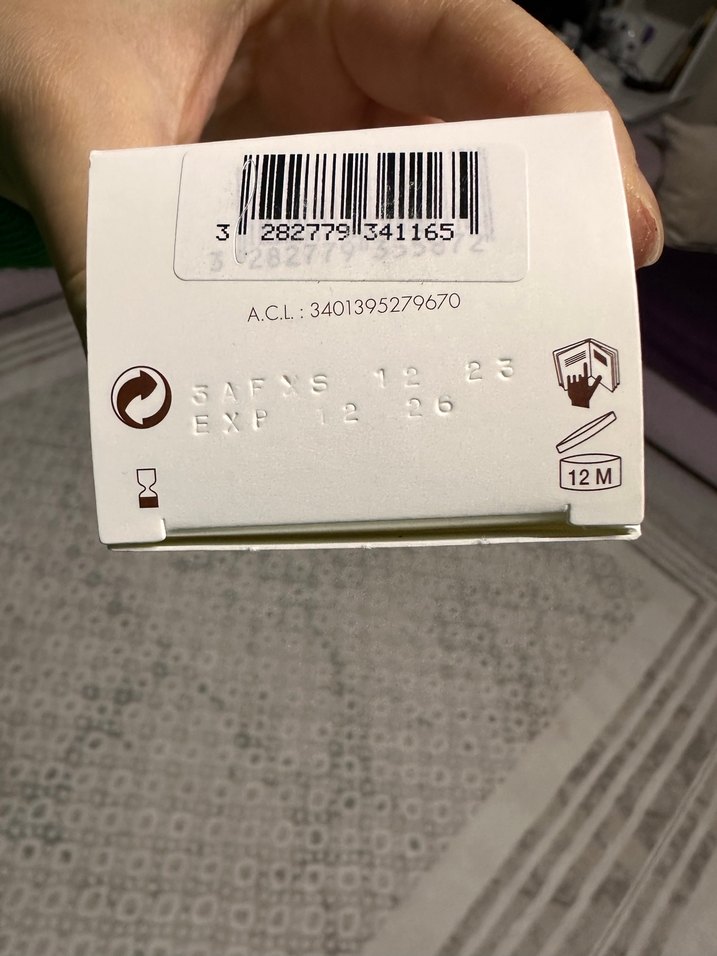 3 282779 341165
A.C.L. : 3401395279670
3AFXS 12 23
EXP 12 26
12 M